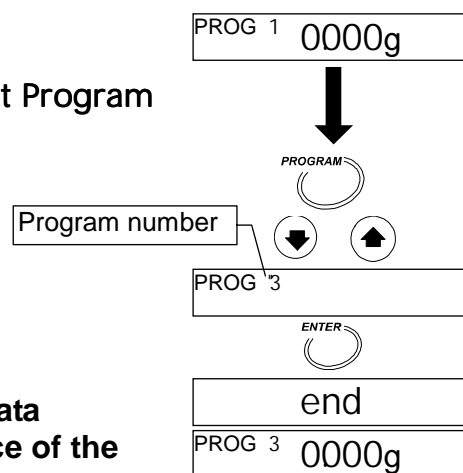 PROG 1 0000g
t Program
PROGRAM
Program number
PROG "3
ENTER
end
ata
PROG 3 0000g
ce of the